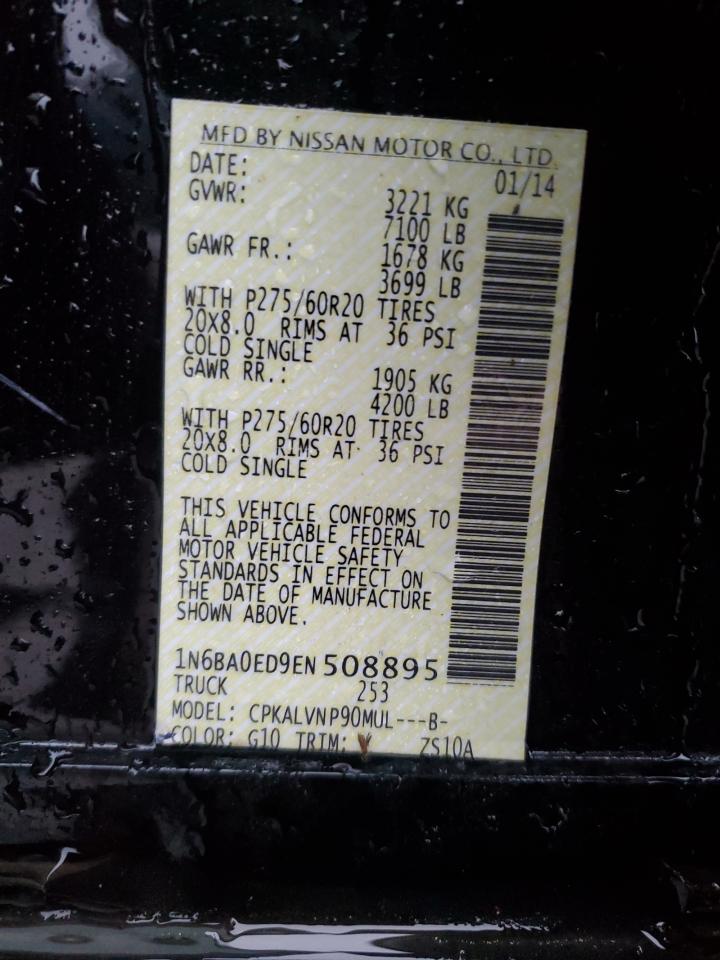 MFD BY NISSAN MOTOR CO., LTD.
DATE: 01/14
GVWR: 3221 KG
7100 LB
GAWR FR.: 1678 KG
3699 LB
WITH P275/60R20 TIRES
20X8.0 RIMS AT 36 PSI
COLD SINGLE
GAWR RR.: 1905 KG
4200 LB
WITH P275/60R20 TIRES
20X8.0 RIMS AT 36 PSI
COLD SINGLE
THIS VEHICLE CONFORMS TO
ALL APPLICABLE FEDERAL
MOTOR VEHICLE SAFETY
STANDARDS IN EFFECT ON
THE DATE OF MANUFACTURE
SHOWN ABOVE.
1N6BA0ED9EN 508895
TRUCK 253
MODEL: CPKALVNP90MUL---B-
COLOR: G10 TRIM: ZS10A